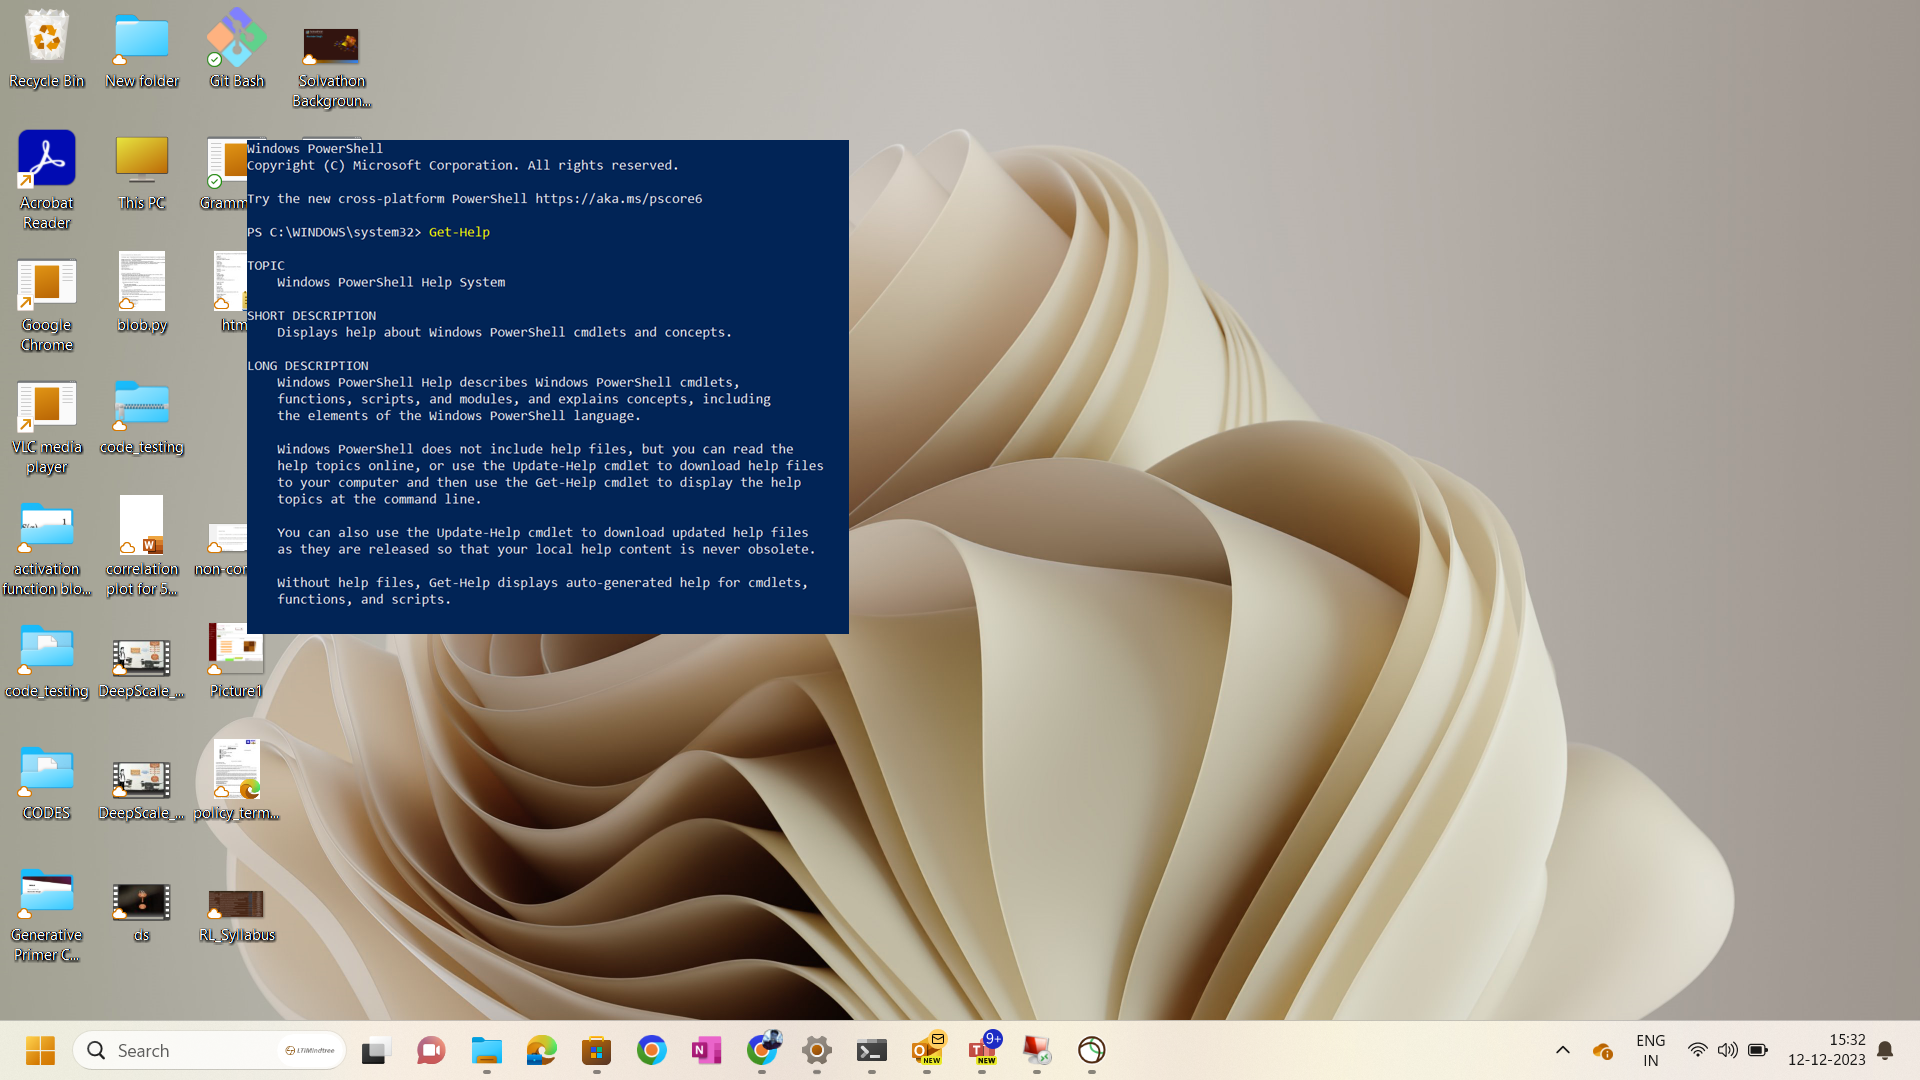 Recycle Bin
New folder
Git Bash
Solvathon
Backgroun...
Acrobat
Reader
This PC
Gramm
Google
Chrome
blob.py
htm
VLC media
player
code_testing
activation
function blo...
correlation
plot for 5...
non-cor
code_testing
DeepScale_...
Picture1
CODES
DeepScale_...
policy_term...
Generative
Primer C...
ds
RL_Syllabus
Windows PowerShell
Copyright (C) Microsoft Corporation. All rights reserved.
Try the new cross-platform PowerShell https://aka.ms/pscore6
PS C:\WINDOWS\system32> Get-Help
TOPIC
Windows PowerShell Help System
SHORT DESCRIPTION
Displays help about Windows PowerShell cmdlets and concepts.
LONG DESCRIPTION
Windows PowerShell Help describes Windows PowerShell cmdlets,
functions, scripts, and modules, and explains concepts, including
the elements of the Windows PowerShell language.
Windows PowerShell does not include help files, but you can read the
help topics online, or use the Update-Help cmdlet to download help files
to your computer and then use the Get-Help cmdlet to display the help
topics at the command line.
You can also use the Update-Help cmdlet to download updated help files
as they are released so that your local help content is never obsolete.
Without help files, Get-Help displays auto-generated help for cmdlets,
functions, and scripts.
Search
LTIMindtree
NEW
9+
NEW
ENG
IN
15:32
12-12-2023